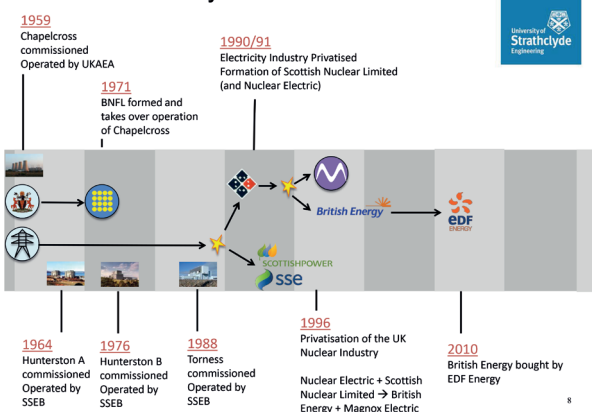 1959
Chapelcross
commissioned
Operated by UKAEA
1971
BNFL formed and
takes over operation
of Chapelcross
1990/91
Electricity Industry Privatised
Formation of Scottish Nuclear Limited
(and Nuclear Electric)
University of
Strathclyde
Engineering
British Energy
eDF
ENERGY
SCOTTISHPOWER
sse
1964
Hunterston A
commissioned
Operated by
SSEB
1976
Hunterston B
commissioned
Operated by
SSEB
1988
Torness
commissioned
Operated by
SSEB
1996
Privatisation of the UK
Nuclear Industry
Nuclear Electric + Scottish
Nuclear Limited → British
Energy + Magnox Electric
2010
British Energy bought by
EDF Energy
8